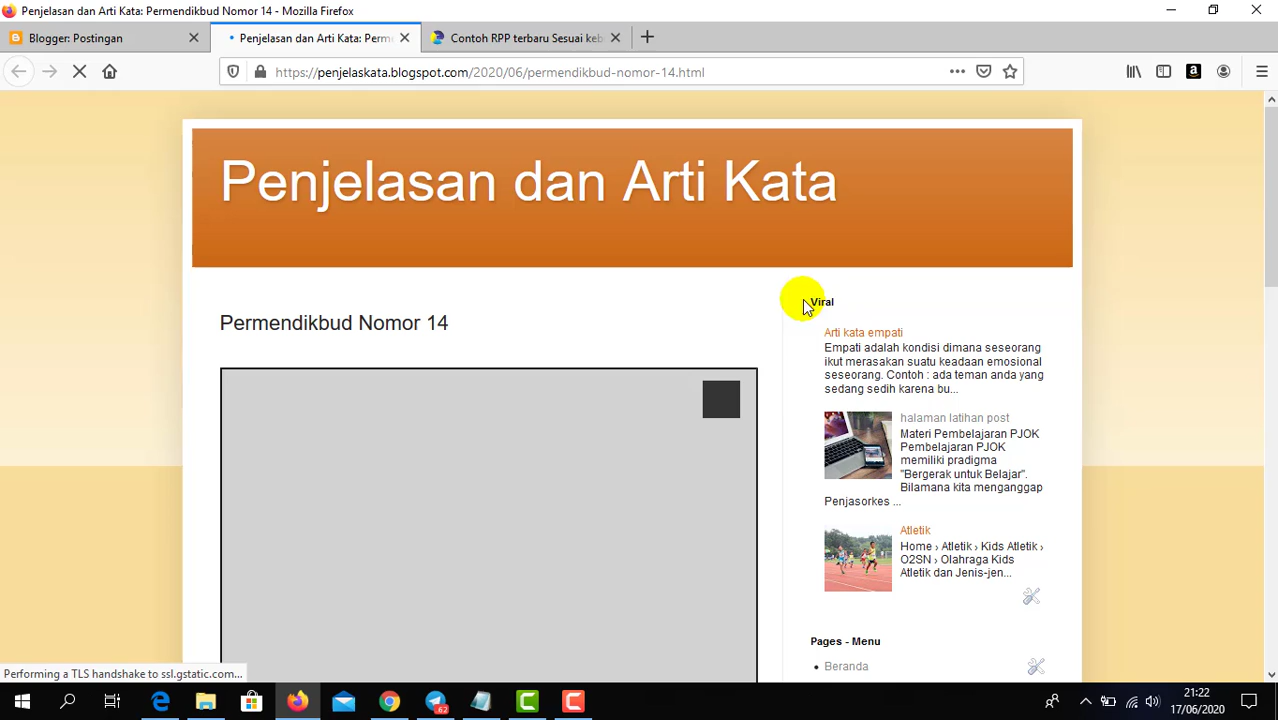 Penjelasan dan Arti Kata: Permendikbud Nomor 14 - Mozilla Firefox
Blogger: Postingan
Penjelasan dan Arti Kata: Perm
Contoh RPP terbaru Sesuai keb
https://penjelaskata.blogspot.com/2020/06/permendikbud-nomor-14.html
Penjelasan dan Arti Kata
Permendikbud Nomor 14
Viral
Arti kata empati
Empati adalah kondisi dimana seseorang
ikut merasakan suatu keadaan emosional
seseorang. Contoh : ada teman anda yang
sedang sedih karena bu...
halaman latihan post
Materi Pembelajaran PJOK
Pembelajaran PJOK
memiliki pradigma
"Bergerak untuk Belajar".
Bilamana kita menganggap
Penjasorkes ...
Atletik
Home › Atletik › Kids Atletik ›
O2SN › Olahraga Kids
Atletik dan Jenis-jen...
Pages - Menu
Beranda
Performing a TLS handshake to ssl.gstatic.com...
62
21:22
17/06/2020